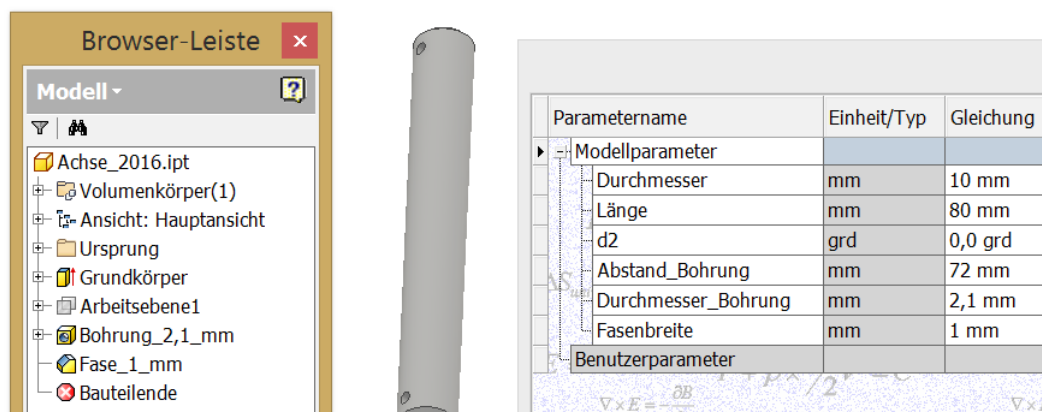 Browser-Leiste
Modell
Achse_2016.ipt
Volumenkörper(1)
Ansicht: Hauptansicht
Ursprung
Grundkörper
Arbeitsebene1
Bohrung_2,1_mm
Fase_1_mm
Bauteilende
Parametername Einheit/Typ Gleichung
Modellparameter
Durchmesser mm 10 mm
Länge mm 80 mm
d2 grd 0,0 grd
Abstand_Bohrung mm 72 mm
Durchmesser_Bohrung mm 2,1 mm
Fasenbreite mm 1 mm
Benutzerparameter